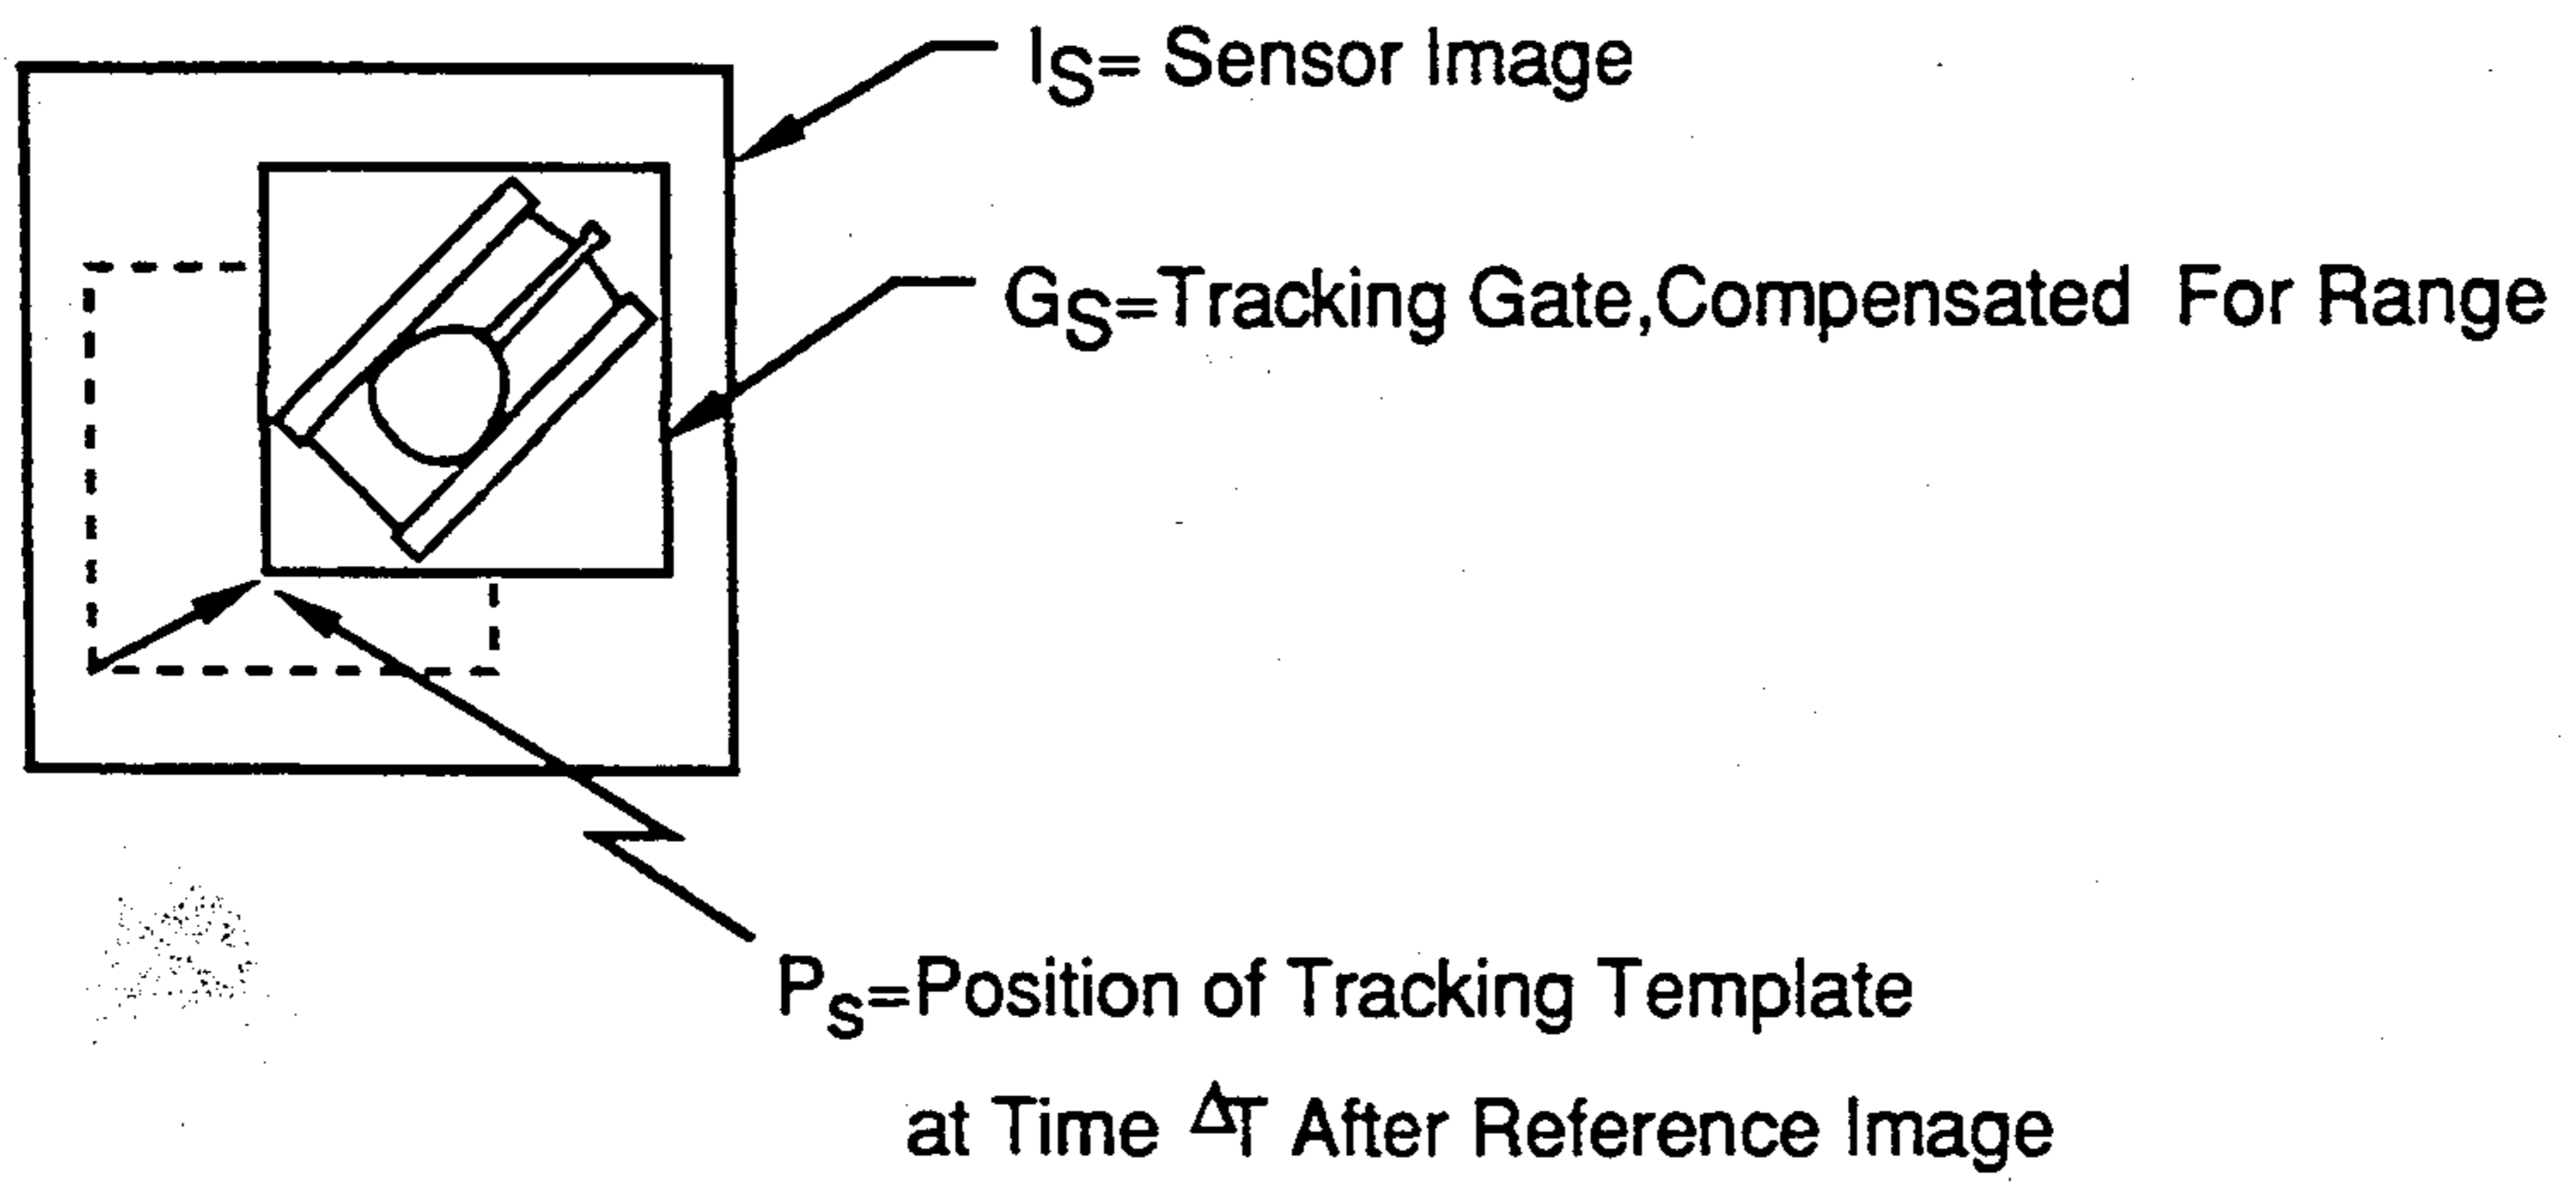 IS= Sensor Image
GS=Tracking Gate,Compensated For Range
Ps=Position of Tracking Template
at Time ΔT After Reference Image